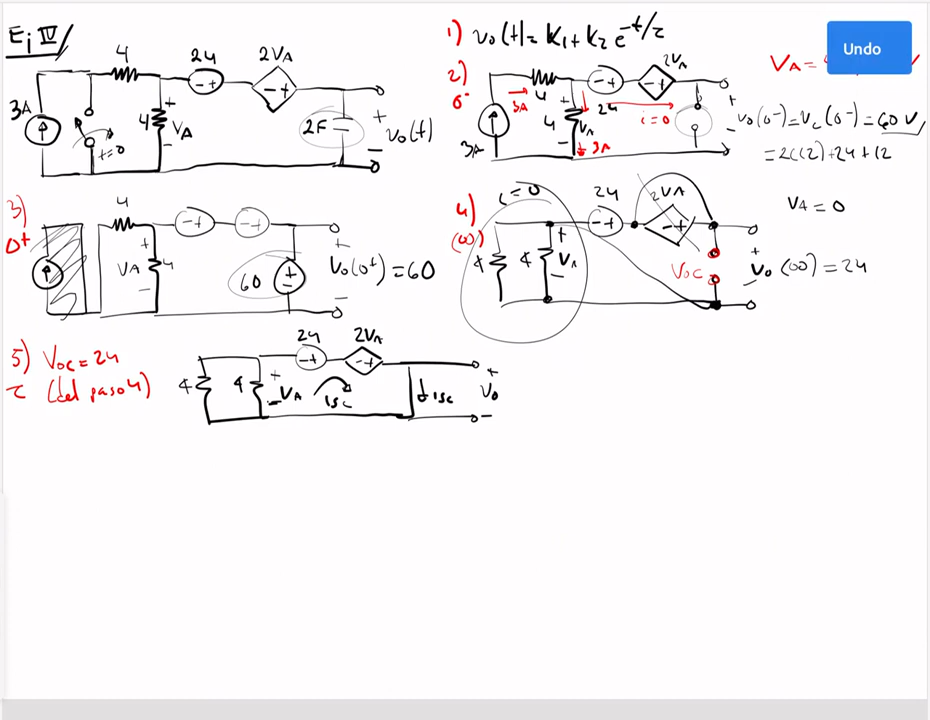 Ej IV/
4
24
2VA
3A
t=0
4
+
VA
-
2F
+
vo(t)
-
1) vo(t)= K1+K2 e^-t/τ
2)
0-
3A
3A
4
4
+
VA
-
3A
24
2VA
i=0
+
-
vo(0-)=vc(0-)=60V
=2(12)+24+12
VA=
Undo
3)
0+
4
+
VA
-
4
- +
- +
60
+
-
+
vo(0+)=60
-
4)
(∞)
i=0
4
4
+
VA
-
24
- +
2VA
- +
Voc
+
vo(∞)=24
-
VA=0
5) Voc=24
τ (del paso 4)
4
4
+
VA
-
isc
24
- +
2VA
- +
isc
+
vo
-